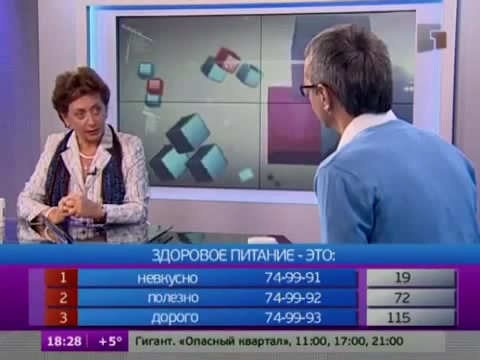 1
ЗДОРОВОЕ ПИТАНИЕ - ЭТО:
1 невкусно 74-99-91 19
2 полезно 74-99-92 72
3 дорого 74-99-93 115
18:28 +5° Гигант. «Опасный квартал», 11:00, 17:00, 21:00